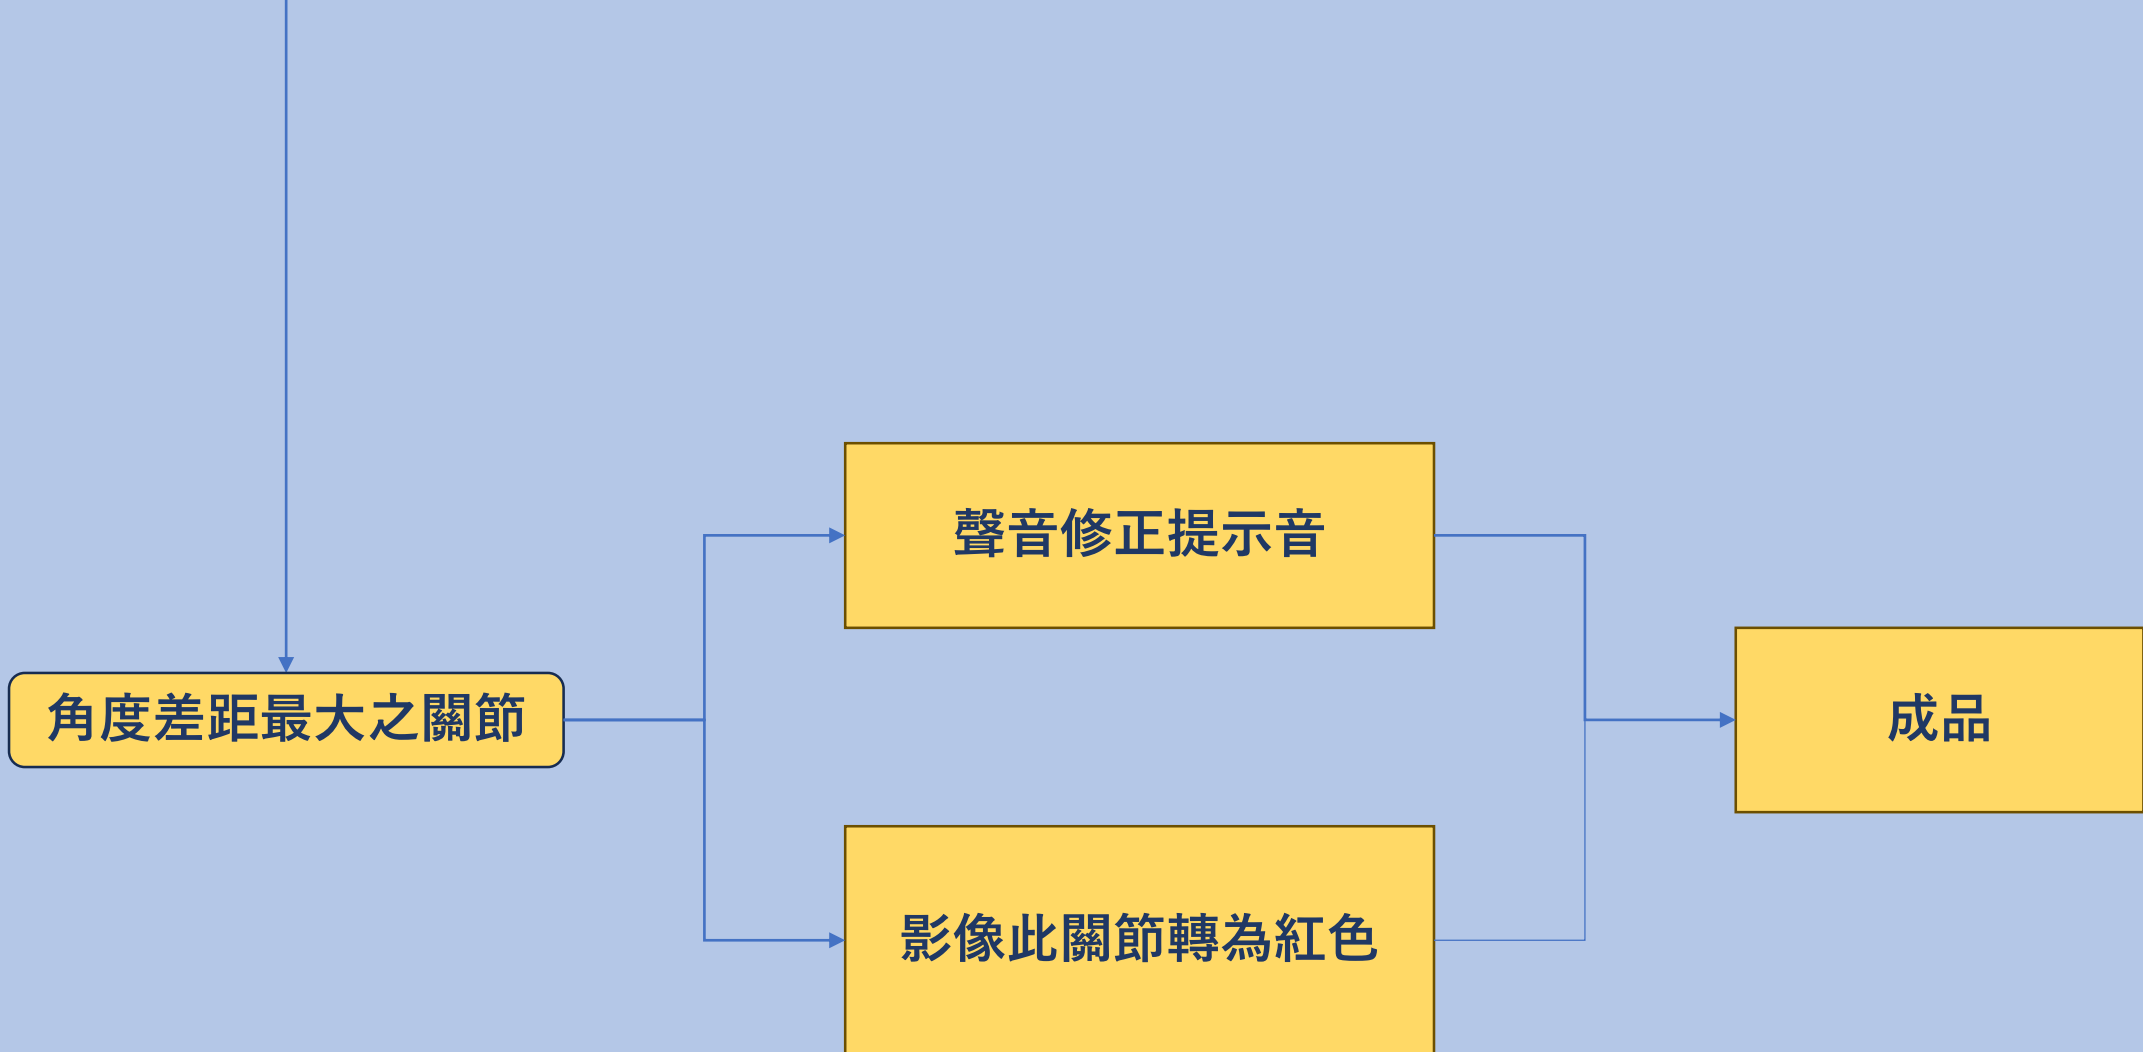 聲音修正提示音
角度差距最大之關節
成品
影像此關節轉為紅色